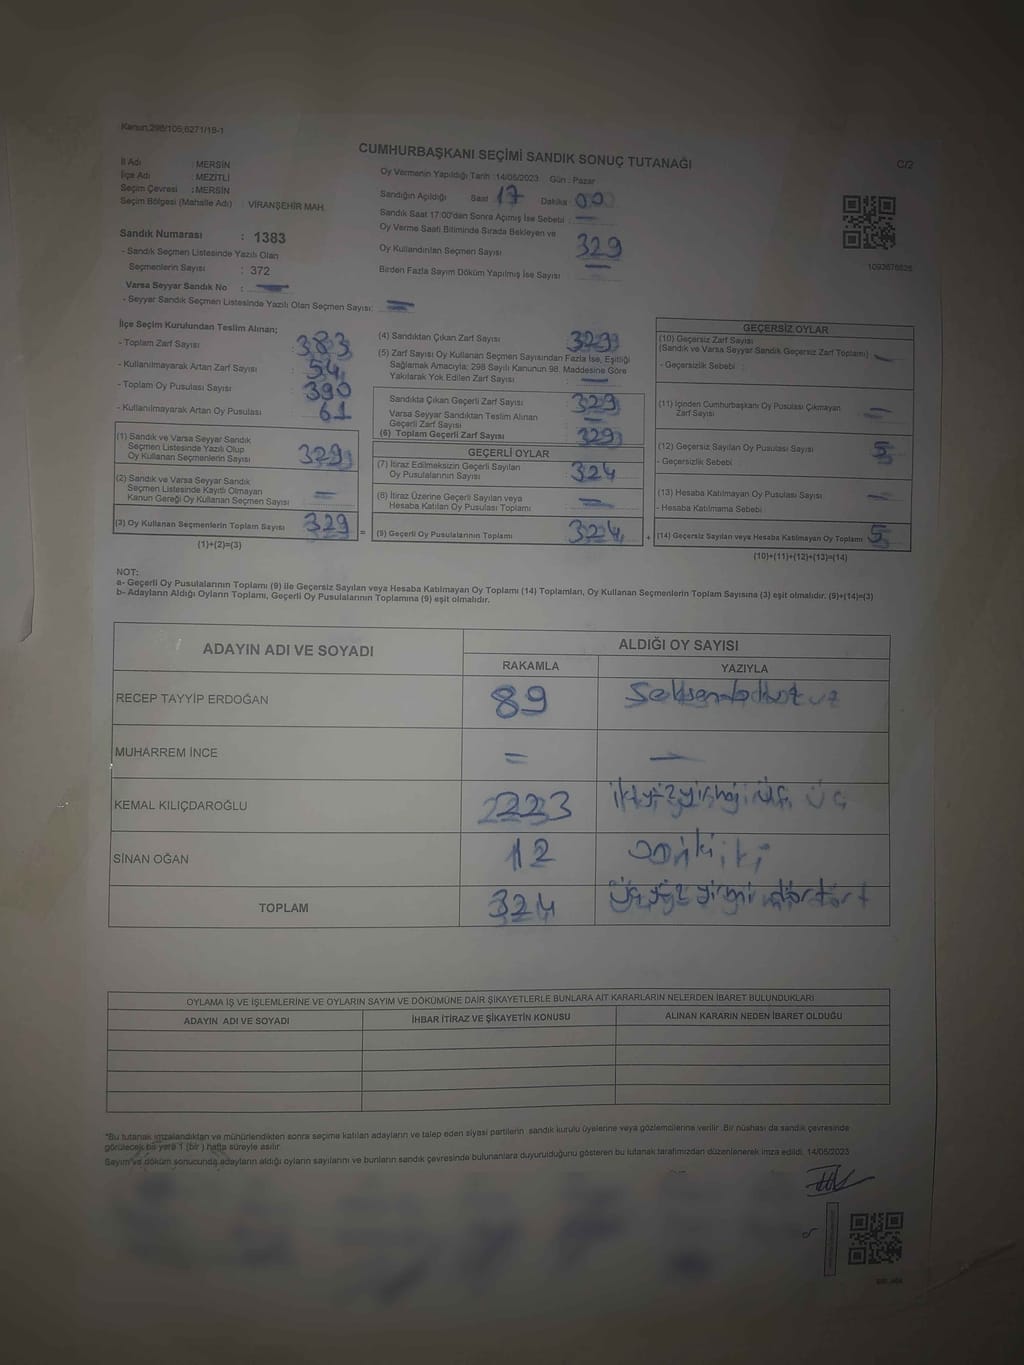 Kanun,298/105,6271/18-1
CUMHURBAŞKANI SEÇİMİ SANDIK SONUÇ TUTANAĞI
C/2
İl Adı : MERSİN
İlçe Adı : MEZİTLİ
Seçim Çevresi : MERSİN
Seçim Bölgesi (Mahalle Adı) : VİRANŞEHİR MAH.
Oy Vermenin Yapıldığı Tarih :14/05/2023 Gün : Pazar
Sandığın Açıldığı Saat 17 Dakika : 00
Sandık Saat 17:00'den Sonra Açımış İse Sebebi : —
Oy Verme Saati Bitiminde Sırada Bekleyen ve
Oy Kullandırılan Seçmen Sayısı 329
Birden Fazla Sayım Döküm Yapılmış İse Sayısı —
1093676626
Sandık Numarası : 1383
- Sandık Seçmen Listesinde Yazılı Olan
Seçmenlerin Sayısı : 372
Varsa Seyyar Sandık No : —
- Seyyar Sandık Seçmen Listesinde Yazılı Olan Seçmen Sayısı: =
İlçe Seçim Kurulundan Teslim Alınan;
- Toplam Zarf Sayısı : 383
- Kullanılmayarak Artan Zarf Sayısı : 54
- Toplam Oy Pusulası Sayısı : 390
- Kullanılmayarak Artan Oy Pusulası : 61
(1) Sandık ve Varsa Seyyar Sandık
Seçmen Listesinde Yazılı Olup
Oy Kullanan Seçmenlerin Sayısı 329
(2) Sandık ve Varsa Seyyar Sandık
Seçmen Listesinde Kayıtlı Olmayan
Kanun Gereği Oy Kullanan Seçmen Sayısı =
(3) Oy Kullanan Seçmenlerin Toplam Sayısı 329 =
(1)+(2)=(3)
(4) Sandıktan Çıkan Zarf Sayısı 329
(5) Zarf Sayısı Oy Kullanan Seçmen Sayısından Fazla İse, Eşitliği
Sağlamak Amacıyla; 298 Sayılı Kanunun 98. Maddesine Göre
Yakılarak Yok Edilen Zarf Sayısı : —
Sandıkta Çıkan Geçerli Zarf Sayısı 329
Varsa Seyyar Sandıktan Teslim Alınan
Geçerli Zarf Sayısı —
(6) Toplam Geçerli Zarf Sayısı 329
GEÇERLİ OYLAR
(7) İtiraz Edilmeksizin Geçerli Sayılan
Oy Pusulalarının Sayısı 324
(8) İtiraz Üzerine Geçerli Sayılan veya
Hesaba Katılan Oy Pusulası Toplamı =
(9) Geçerli Oy Pusulalarının Toplamı 324 +
GEÇERSİZ OYLAR
(10) Geçersiz Zarf Sayısı
(Sandık ve Varsa Seyyar Sandık Geçersiz Zarf Toplamı) —
- Geçersizlik Sebebi :
(11) İçinden Cumhurbaşkanı Oy Pusulası Çıkmayan
Zarf Sayısı =
(12) Geçersiz Sayılan Oy Pusulası Sayısı 5
- Geçersizlik Sebebi
(13) Hesaba Katılmayan Oy Pusulası Sayısı —
- Hesaba Katılmama Sebebi
(14) Geçersiz Sayılan veya Hesaba Katılmayan Oy Toplamı 5
(10)+(11)+(12)+(13)=(14)
NOT:
a- Geçerli Oy Pusulalarının Toplamı (9) ile Geçersiz Sayılan veya Hesaba Katılmayan Oy Toplamı (14) Toplamları, Oy Kullanan Seçmenlerin Toplam Sayısına (3) eşit olmalıdır. (9)+(14)=(3)
b- Adayların Aldığı Oyların Toplamı, Geçerli Oy Pusulalarının Toplamına (9) eşit olmalıdır.
ADAYIN ADI VE SOYADI ALDIĞI OY SAYISI
RAKAMLA YAZIYLA
RECEP TAYYİP ERDOĞAN 89
MUHARREM İNCE = —
KEMAL KILIÇDAROĞLU 223
SİNAN OĞAN 12
TOPLAM 324
OYLAMA İŞ VE İŞLEMLERİNE VE OYLARIN SAYIM VE DÖKÜMÜNE DAİR ŞİKAYETLERLE BUNLARA AİT KARARLARIN NELERDEN İBARET BULUNDUKLARI
ADAYIN ADI VE SOYADI İHBAR İTİRAZ VE ŞİKAYETİN KONUSU ALINAN KARARIN NEDEN İBARET OLDUĞU
*Bu tutanak imzalandıktan ve mühürlendikten sonra seçime katılan adayların ve talep eden siyasi partilerin sandık kurulu üyelerine veya gözlemcilerine verilir. Bir nüshası da sandık çevresinde
görülecek bir yere 1 (bir ) hafta süreyle asılır.
Sayım ve döküm sonucunda adayların aldığı oyların sayılarını ve bunların sandık çevresinde bulunanlara duyurulduğunu gösteren bu tutanak tarafımızdan düzenlenerek imza edildi. 14/05/2023